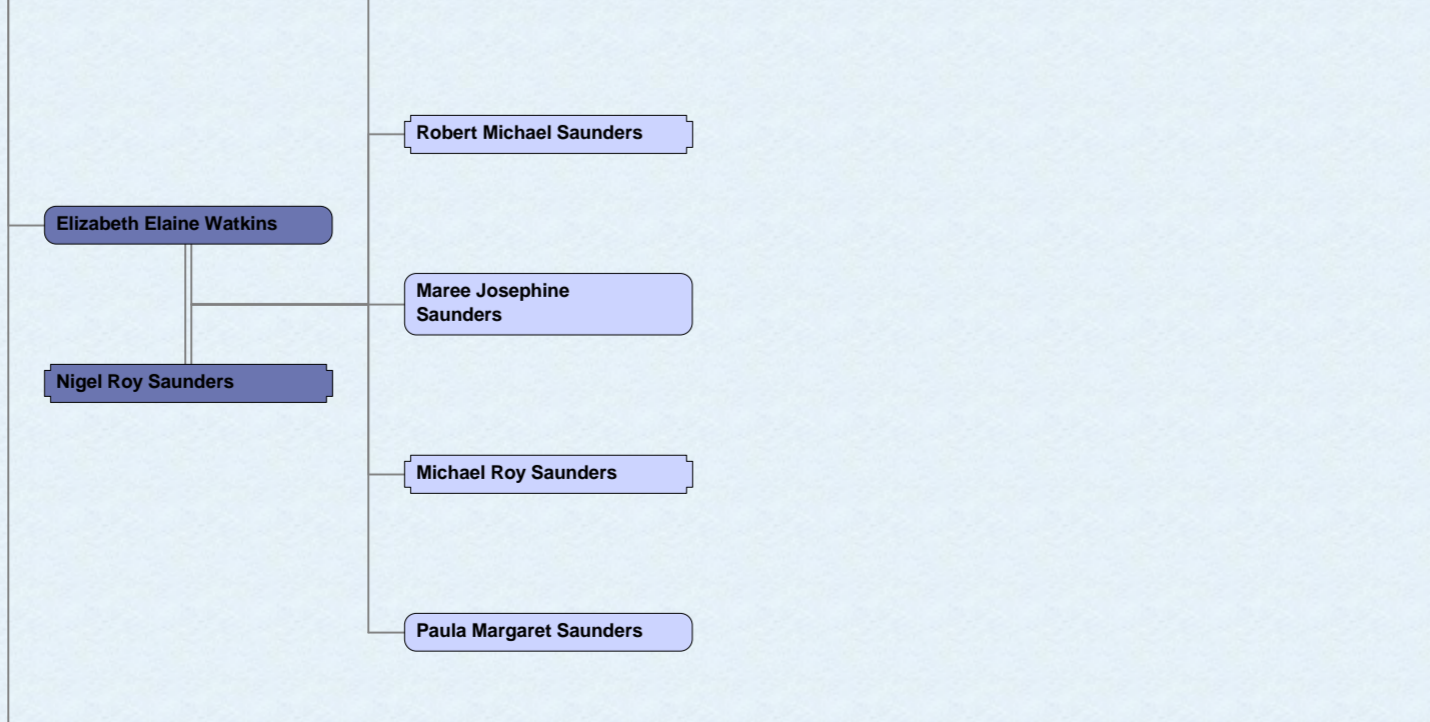 Robert Michael Saunders
Elizabeth Elaine Watkins
Maree Josephine
Saunders
Nigel Roy Saunders
Michael Roy Saunders
Paula Margaret Saunders